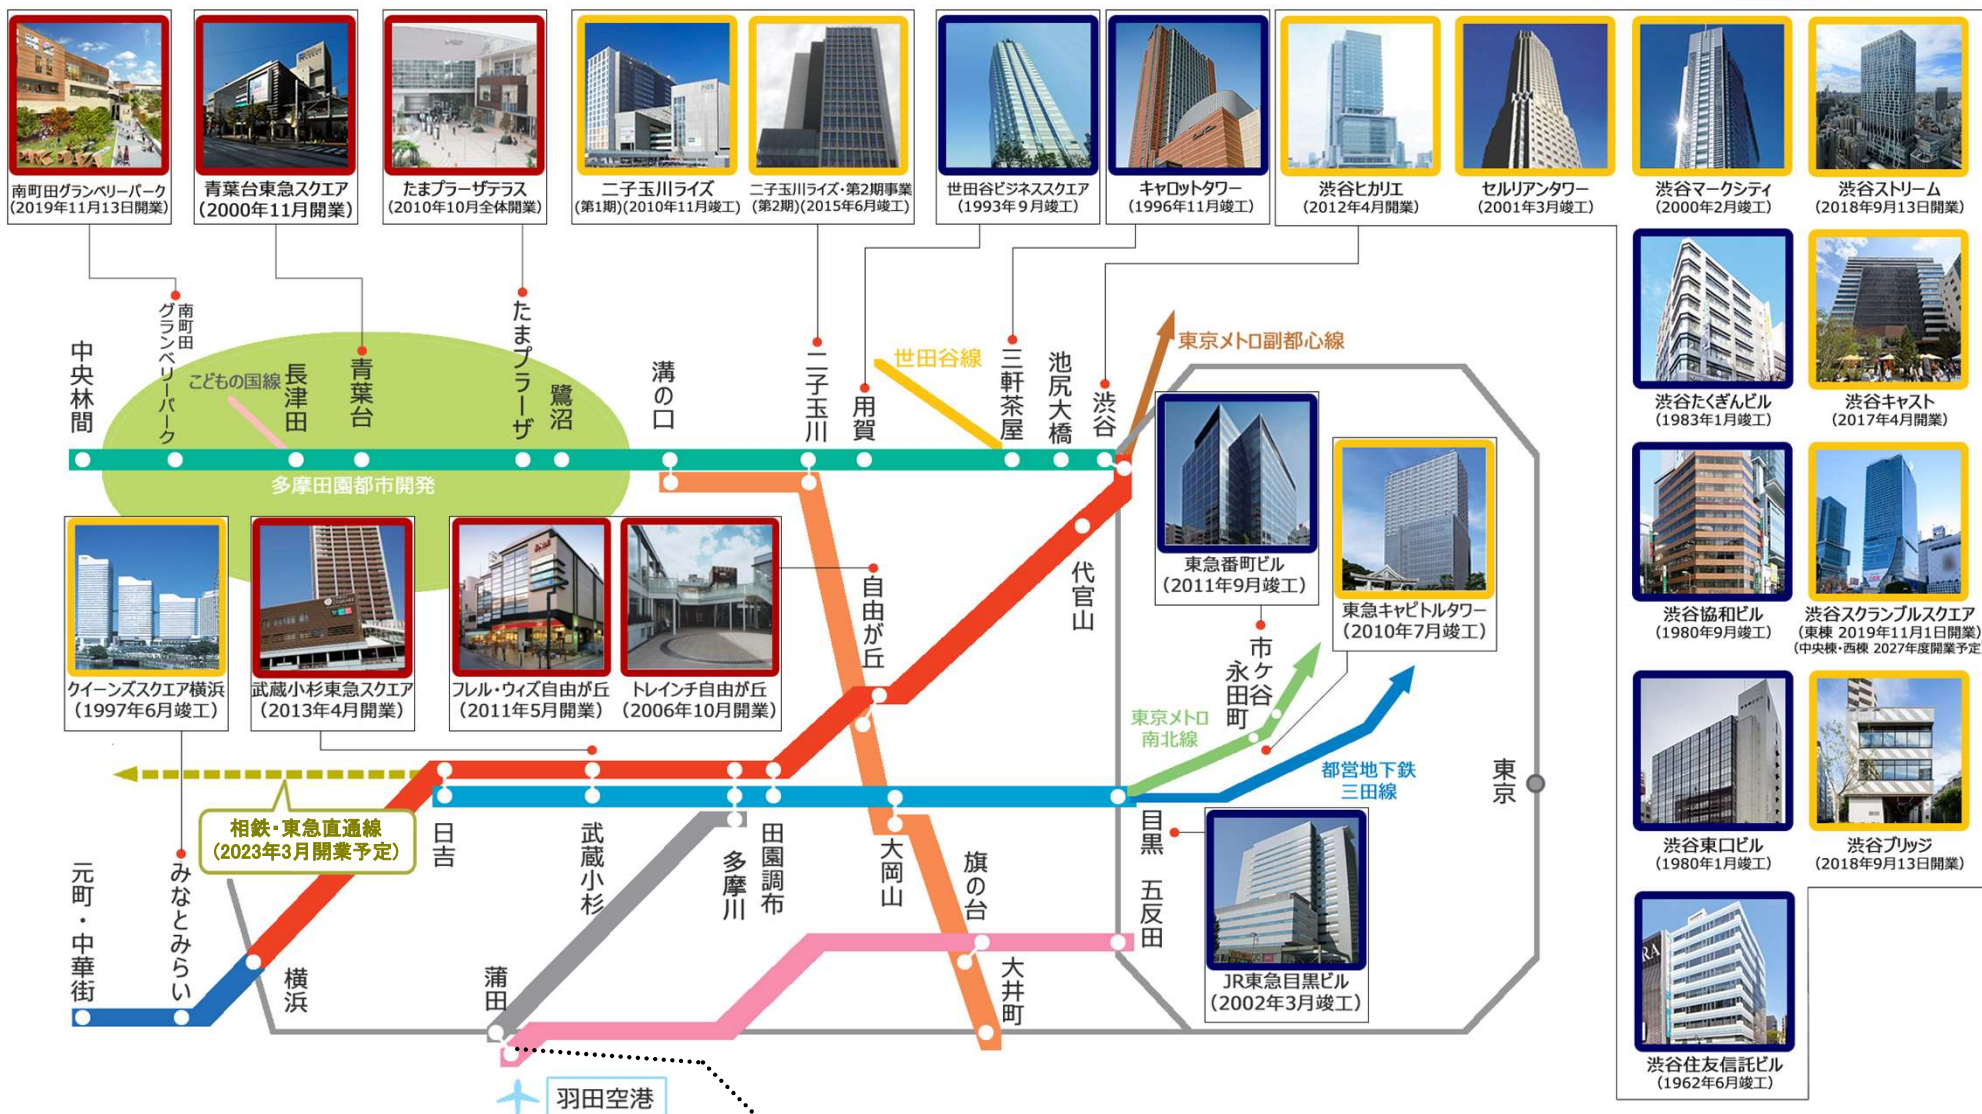 南町田グランベリーパーク
(2019年11月13日開業)
青葉台東急スクエア
(2000年11月開業)
たまプラーザテラス
(2010年10月全体開業)
二子玉川ライズ
(第1期)(2010年11月竣工)
二子玉川ライズ・第2期事業
(第2期)(2015年6月竣工)
世田谷ビジネススクエア
(1993年9月竣工)
キャロットタワー
(1996年11月竣工)
渋谷ヒカリエ
(2012年4月開業)
セルリアンタワー
(2001年3月竣工)
渋谷マークシティ
(2000年2月竣工)
渋谷ストリーム
(2018年9月13日開業)
渋谷たくぎんビル
(1983年1月竣工)
渋谷キャスト
(2017年4月開業)
渋谷協和ビル
(1980年9月竣工)
渋谷スクランブルスクエア
(東棟 2019年11月1日開業)
(中央棟・西棟 2027年度開業予定)
渋谷東口ビル
(1980年1月竣工)
渋谷ブリッジ
(2018年9月13日開業)
渋谷住友信託ビル
(1962年6月竣工)
中央林間
南町田
グランベリーパーク
こどもの国線
長津田
青葉台
たまプラーザ
鷺沼
溝の口
二子玉川
用賀
世田谷線
三軒茶屋
池尻大橋
渋谷
東京メトロ副都心線
多摩田園都市開発
クイーンズスクエア横浜
(1997年6月竣工)
武蔵小杉東急スクエア
(2013年4月開業)
フレル・ウィズ自由が丘
(2011年5月開業)
トレインチ自由が丘
(2006年10月開業)
自由が丘
代官山
東急番町ビル
(2011年9月竣工)
東急キャピトルタワー
(2010年7月竣工)
市ヶ谷
永田町
東京メトロ
南北線
都営地下鉄
三田線
東京
相鉄・東急直通線
(2023年3月開業予定)
元町・中華街
みなとみらい
横浜
日吉
武蔵小杉
多摩川
田園調布
大岡山
旗の台
目黒
五反田
蒲田
大井町
JR東急目黒ビル
(2002年3月竣工)
羽田空港